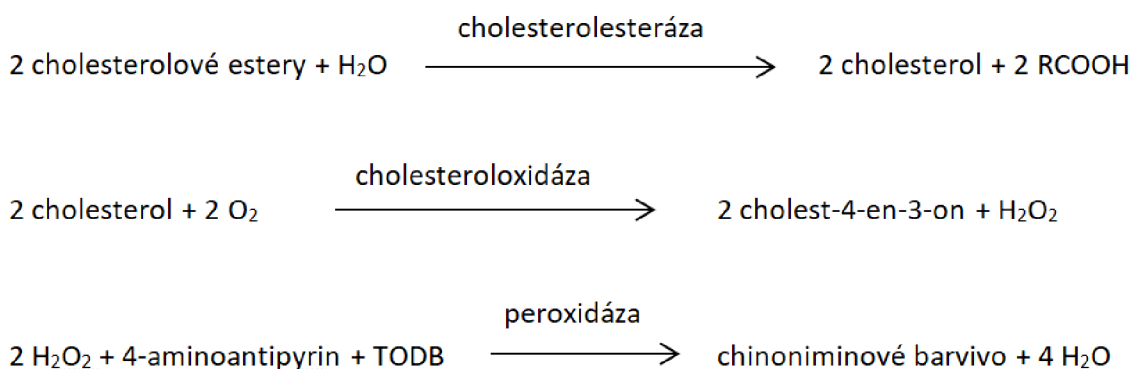 cholesterolesteráza
2 cholesterolové estery + H₂O ⟶ 2 cholesterol + 2 RCOOH
cholesteroloxidáza
2 cholesterol + 2 O₂ ⟶ 2 cholest-4-en-3-on + H₂O₂
peroxidáza
2 H₂O₂ + 4-aminoantipyrin + TODB ⟶ chinoniminové barvivo + 4 H₂O